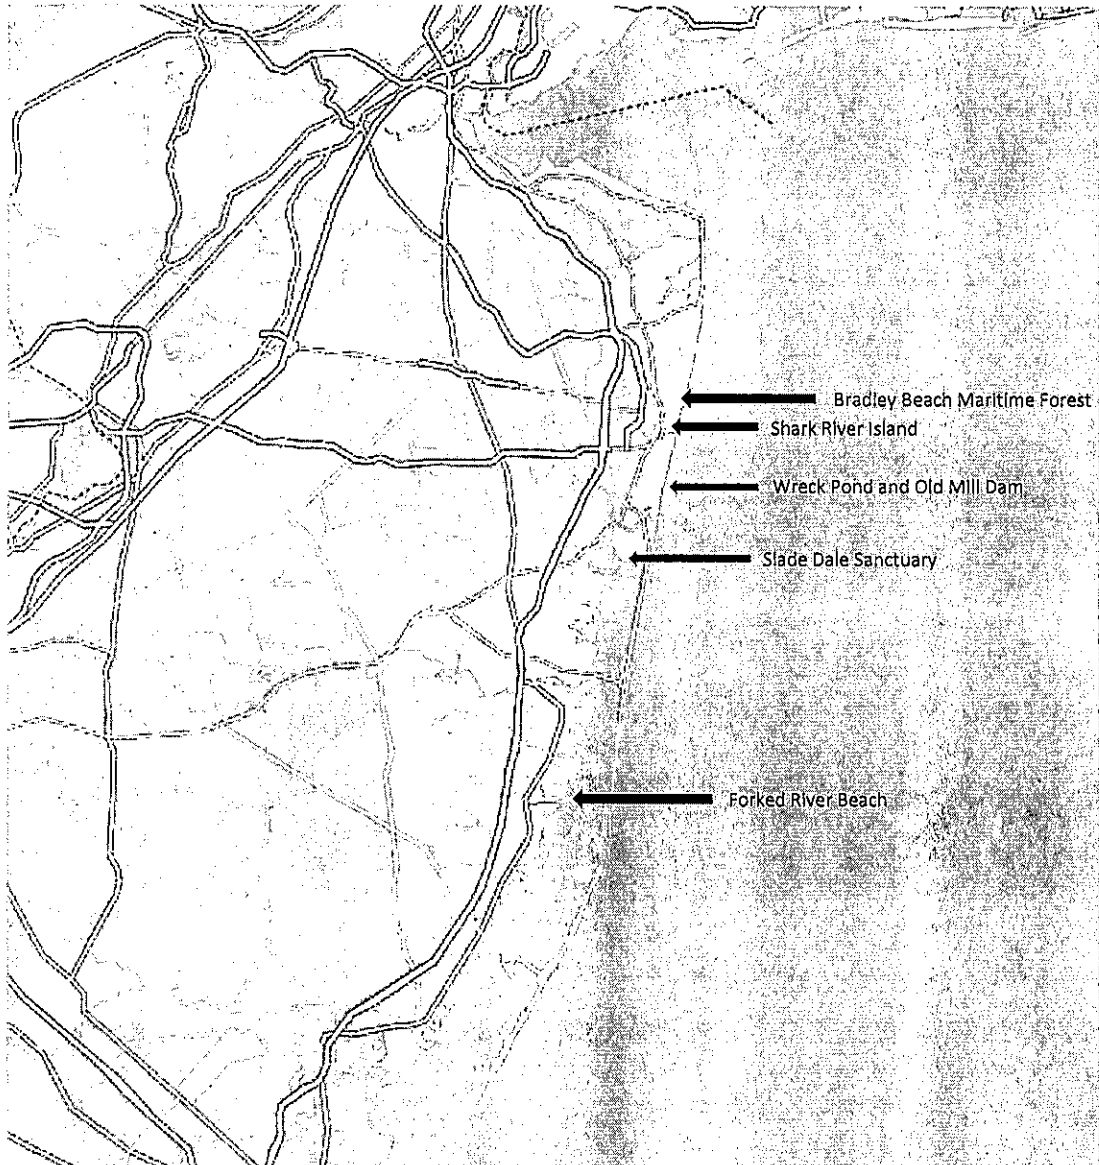 Bradley Beach Maritime Forest
Shark River Island
Wreck Pond and Old Mill Dam
Slade Dale Sanctuary
Forked River Beach